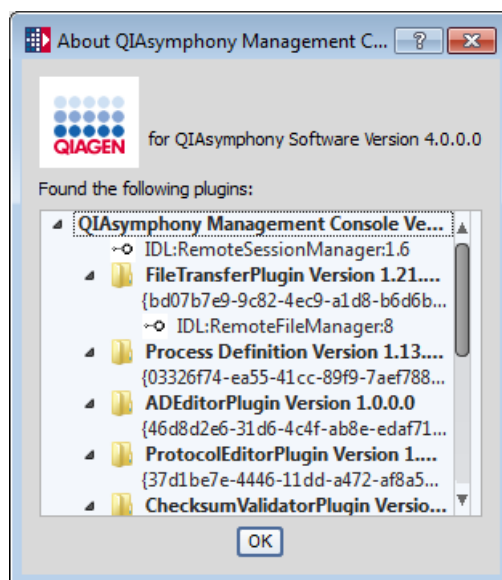 About QIAsymphony Management C...
QIAGEN
for QIAsymphony Software Version 4.0.0.0
Found the following plugins:
QIAsymphony Management Console Ve...
IDL:RemoteSessionManager:1.6
FileTransferPlugin Version 1.21....
{bd07b7e9-9c82-4ec9-a1d8-b6d6b...
IDL:RemoteFileManager:8
Process Definition Version 1.13....
{03326f74-ea55-41cc-89f9-7aef788...
ADEditorPlugin Version 1.0.0.0
{46d8d2e6-31d6-4c4f-ab8e-edaf71...
ProtocolEditorPlugin Version 1....
{37d1be7e-4446-11dd-a472-af8a5...
ChecksumValidatorPlugin Versio...
OK